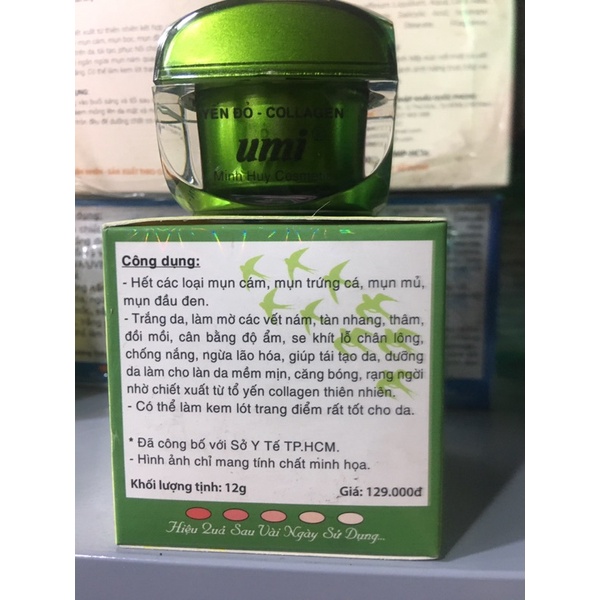 YẾN ĐỎ - COLLAGEN
umi
Minh Huy
Công dụng:
- Hết các loại mụn cám, mụn trứng cá, mụn mủ,
mụn đầu đen.
- Trắng da, làm mờ các vết nám, tàn nhang, thâm,
đồi mồi, cân bằng độ ẩm, se khít lỗ chân lông,
chống nắng, ngừa lão hóa, giúp tái tạo da, dưỡng
da làm cho làn da mềm mịn, căng bóng, rạng ngời
nhờ chiết xuất từ tổ yến collagen thiên nhiên.
- Có thể làm kem lót trang điểm rất tốt cho da.
* Đã công bố với Sở Y Tế TP.HCM.
- Hình ảnh chỉ mang tính chất minh họa.
Khối lượng tịnh: 12g Giá: 129.000đ
Hiệu Quả Sau Vài Ngày Sử Dụng...